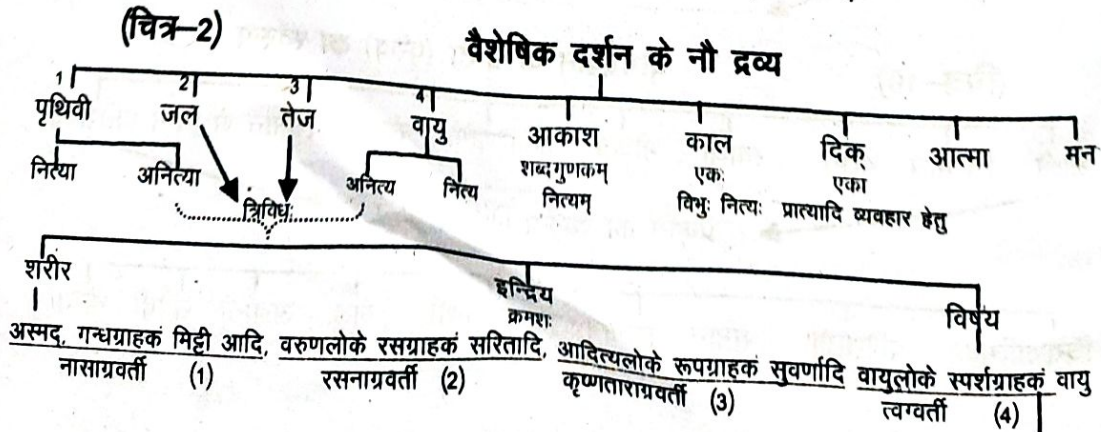 (चित्र–2)
वैशेषिक दर्शन के नौ द्रव्य
1 2 3 4
पृथिवी जल तेज वायु आकाश काल दिक् आत्मा मन
नित्या अनित्या अनित्य नित्य शब्दगुणकम् एकः एका
त्रिविधः नित्यम् विभुः नित्यः प्रात्यादि व्यवहार हेतु
शरीर इन्द्रिय विषय
क्रमशः
अस्मद, गन्धग्राहकं मिट्टी आदि, वरुणलोके रसग्राहकं सरितादि, आदित्यलोके रूपग्राहकं सुवर्णादि वायुलोके स्पर्शग्राहकं वायु
नासाग्रवर्ती (1) रसनाग्रवर्ती (2) कृष्णताराग्रवर्ती (3) त्वग्वर्ती (4)